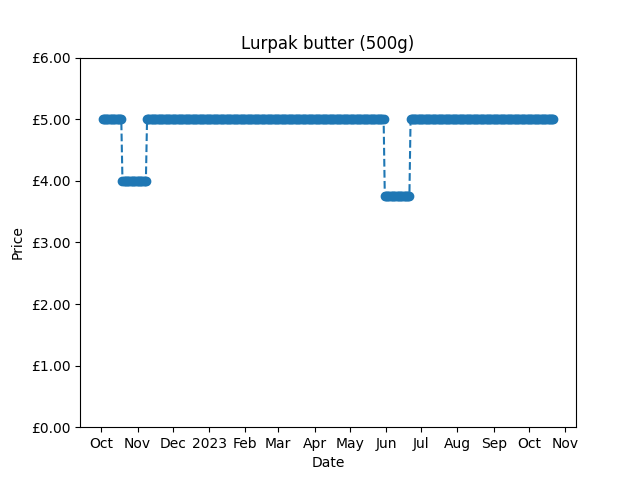 Lurpak butter (500g)
£6.00
£5.00
£4.00
£3.00
£2.00
£1.00
£0.00
Price
Oct Nov Dec 2023 Feb Mar Apr May Jun Jul Aug Sep Oct Nov
Date